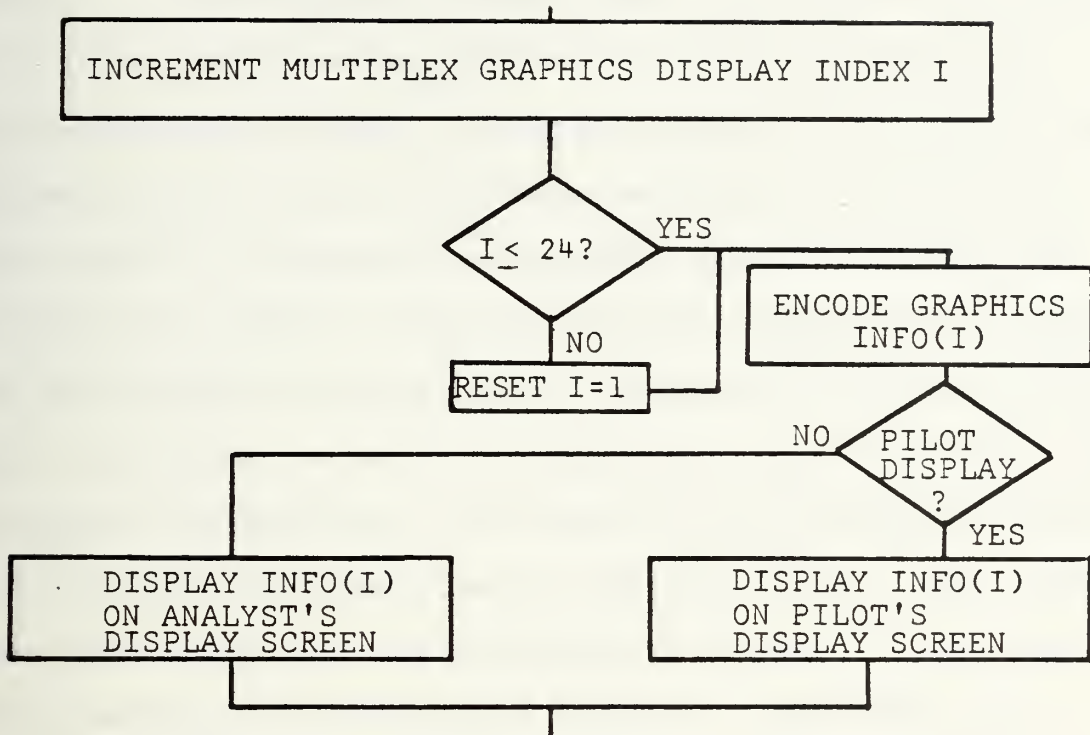 INCREMENT MULTIPLEX GRAPHICS DISPLAY INDEX I
I ≤ 24?
YES
NO
RESET I=1
ENCODE GRAPHICS
INFO(I)
NO
PILOT
DISPLAY
?
YES
DISPLAY INFO(I)
ON ANALYST'S
DISPLAY SCREEN
DISPLAY INFO(I)
ON PILOT'S
DISPLAY SCREEN